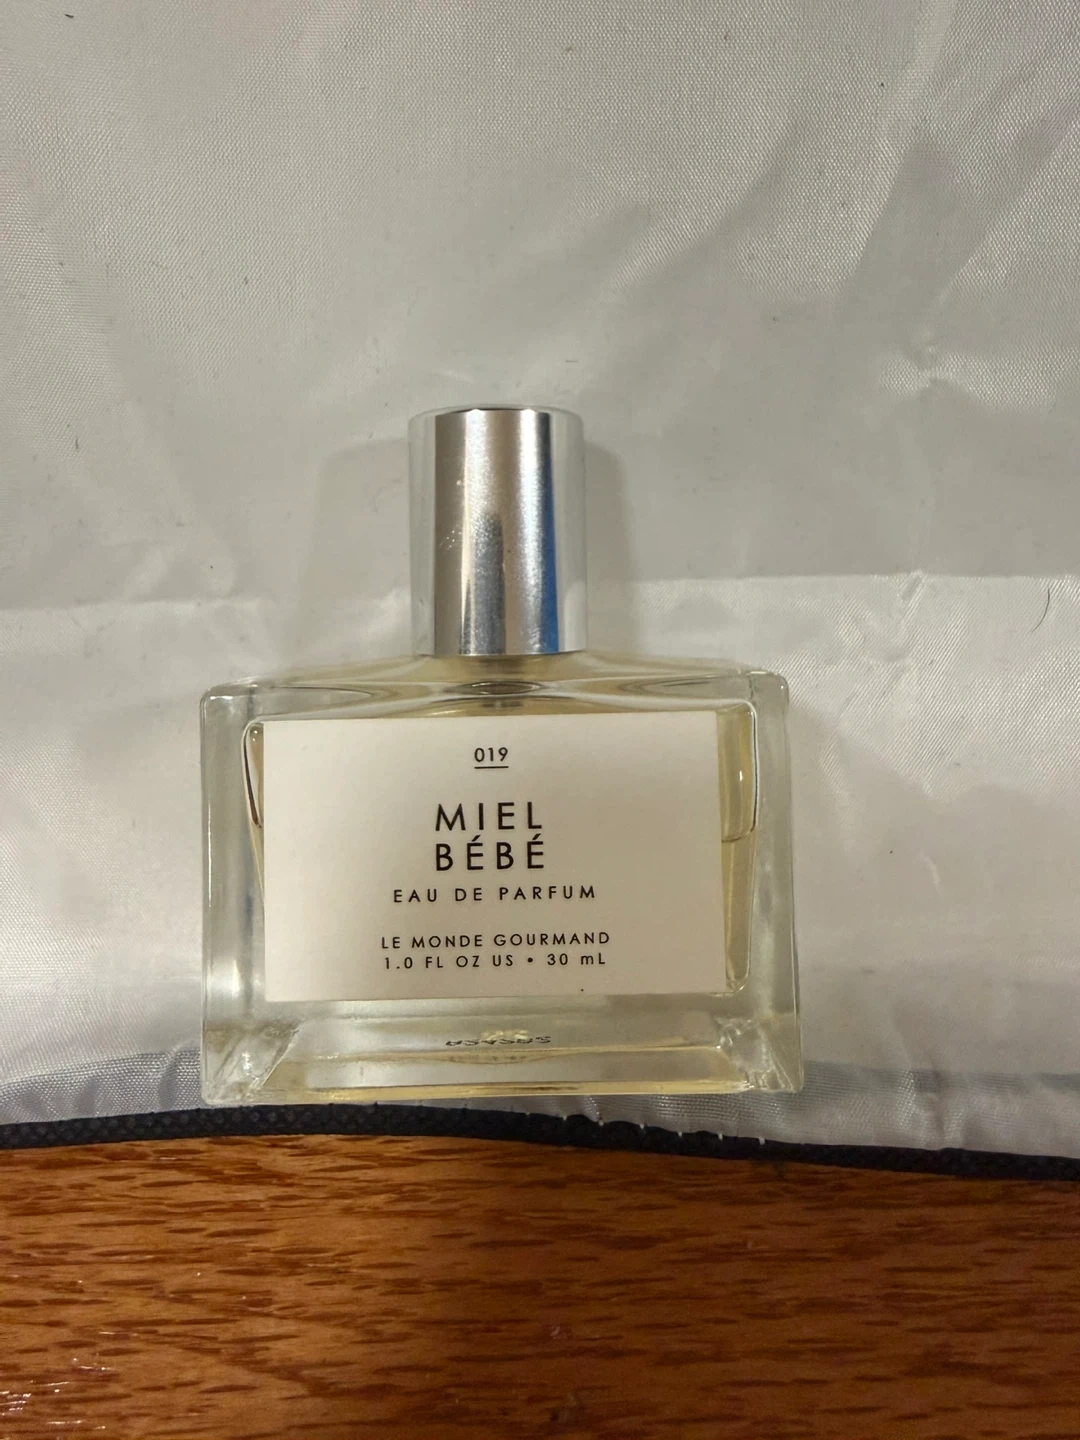 019
MIEL
BÉBÉ
EAU DE PARFUM
LE MONDE GOURMAND
1.0 FL OZ US • 30 mL